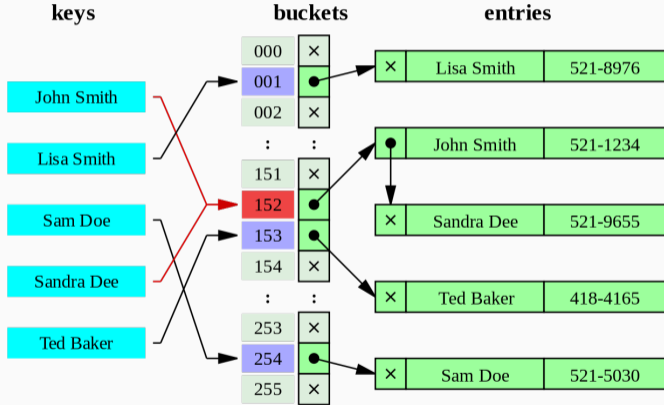 keys buckets entries
000 ×
001
002 ×
: :
151 ×
152
153
154 ×
: :
253 ×
254
255 ×
John Smith
Lisa Smith
Sam Doe
Sandra Dee
Ted Baker
× Lisa Smith 521-8976
John Smith 521-1234
× Sandra Dee 521-9655
× Ted Baker 418-4165
× Sam Doe 521-5030